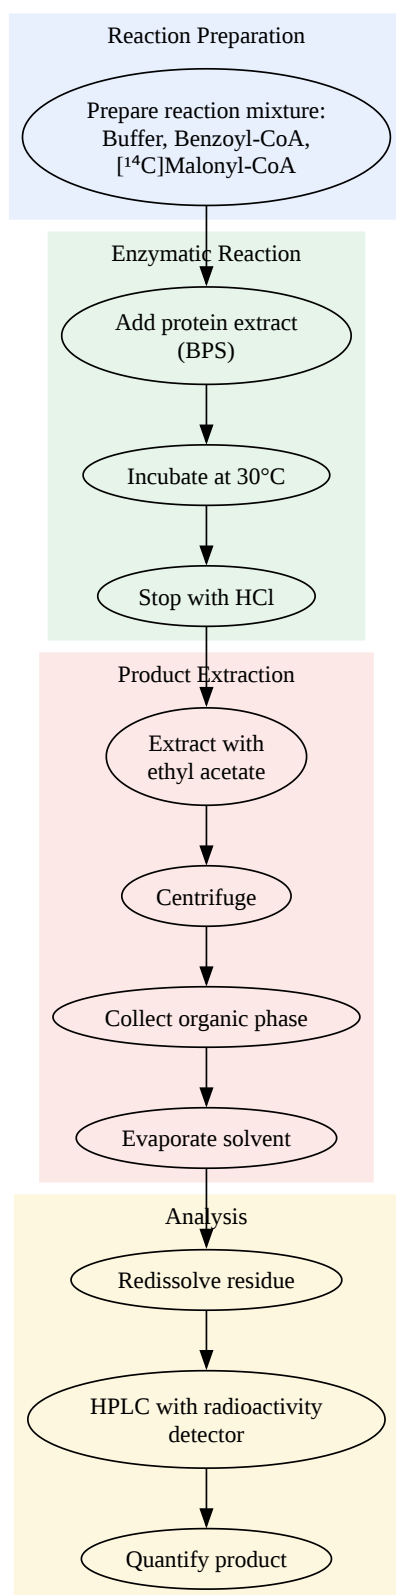 Reaction Preparation
Prepare reaction mixture:
Buffer, Benzoyl-CoA,
[¹⁴C]Malonyl-CoA
Enzymatic Reaction
Add protein extract
(BPS)
Incubate at 30°C
Stop with HCl
Product Extraction
Extract with
ethyl acetate
Centrifuge
Collect organic phase
Evaporate solvent
Analysis
Redissolve residue
HPLC with radioactivity
detector
Quantify product